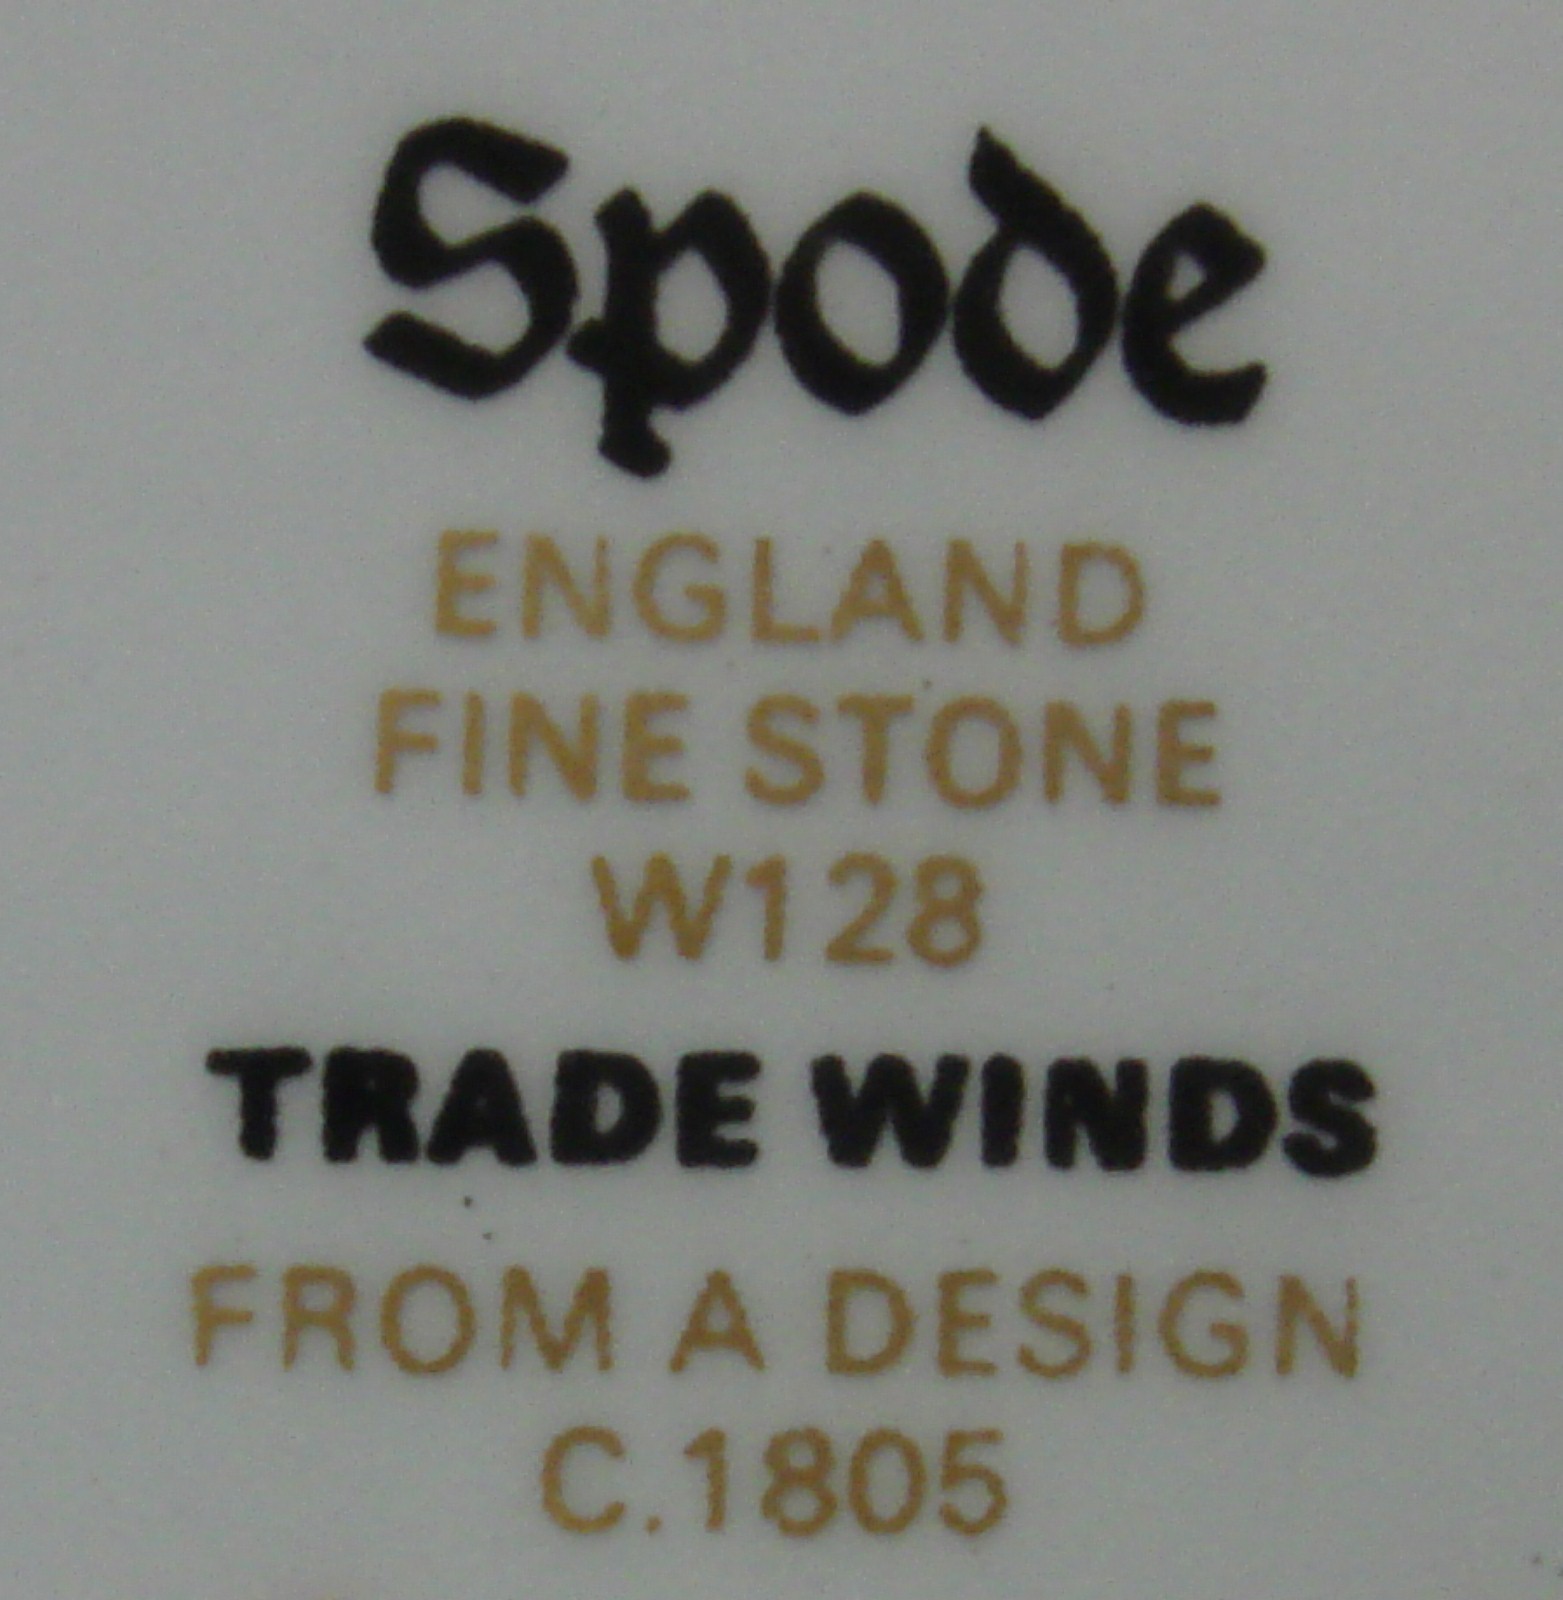 Spode
ENGLAND
FINE STONE
W128
TRADE WINDS
FROM A DESIGN
C.1805